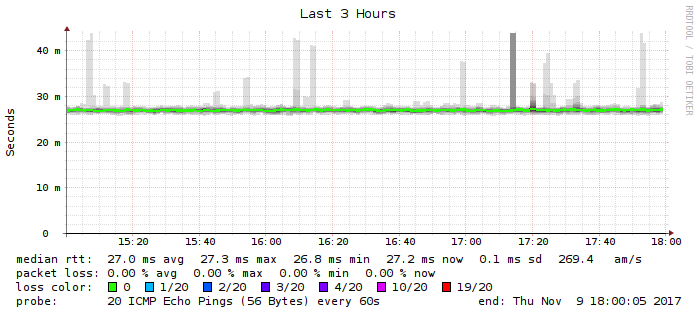 Last 3 Hours
RRDTOOL / TOBI OETIKER
Seconds
40 m
30 m
20 m
10 m
0
15:20 15:40 16:00 16:20 16:40 17:00 17:20 17:40 18:00
median rtt: 27.0 ms avg 27.3 ms max 26.8 ms min 27.2 ms now 0.1 ms sd 269.4 am/s
packet loss: 0.00 % avg 0.00 % max 0.00 % min 0.00 % now
loss color: 0 1/20 2/20 3/20 4/20 10/20 19/20
probe: 20 ICMP Echo Pings (56 Bytes) every 60s end: Thu Nov 9 18:00:05 2017